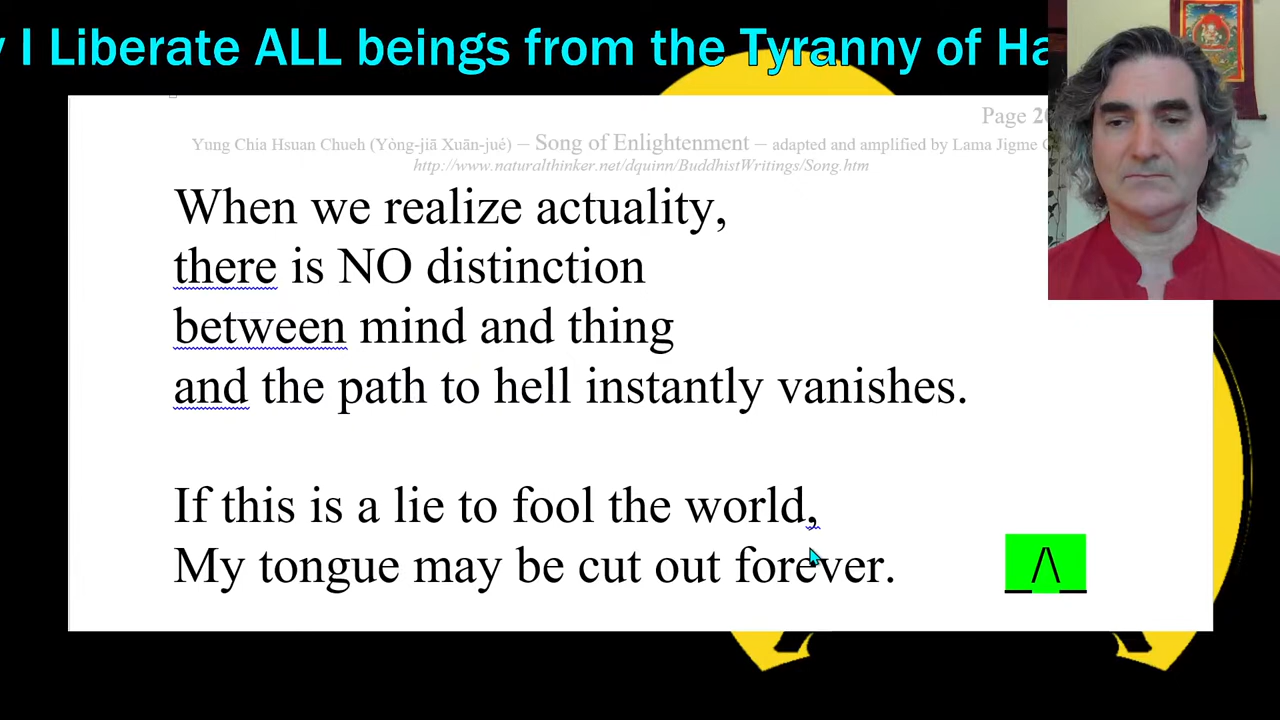 I Liberate ALL beings from the Tyranny of
Page
Yung Chia Hsuan Chueh (Yòng-jiā Xuān-jué) – Song of Enlightenment – adapted and amplified by Lama Jigme
http://www.naturalthinker.net/dquinn/BuddhistWritings/Song.htm
When we realize actuality,
there is NO distinction
between mind and thing
and the path to hell instantly vanishes.
If this is a lie to fool the world,
My tongue may be cut out forever.
_/\_